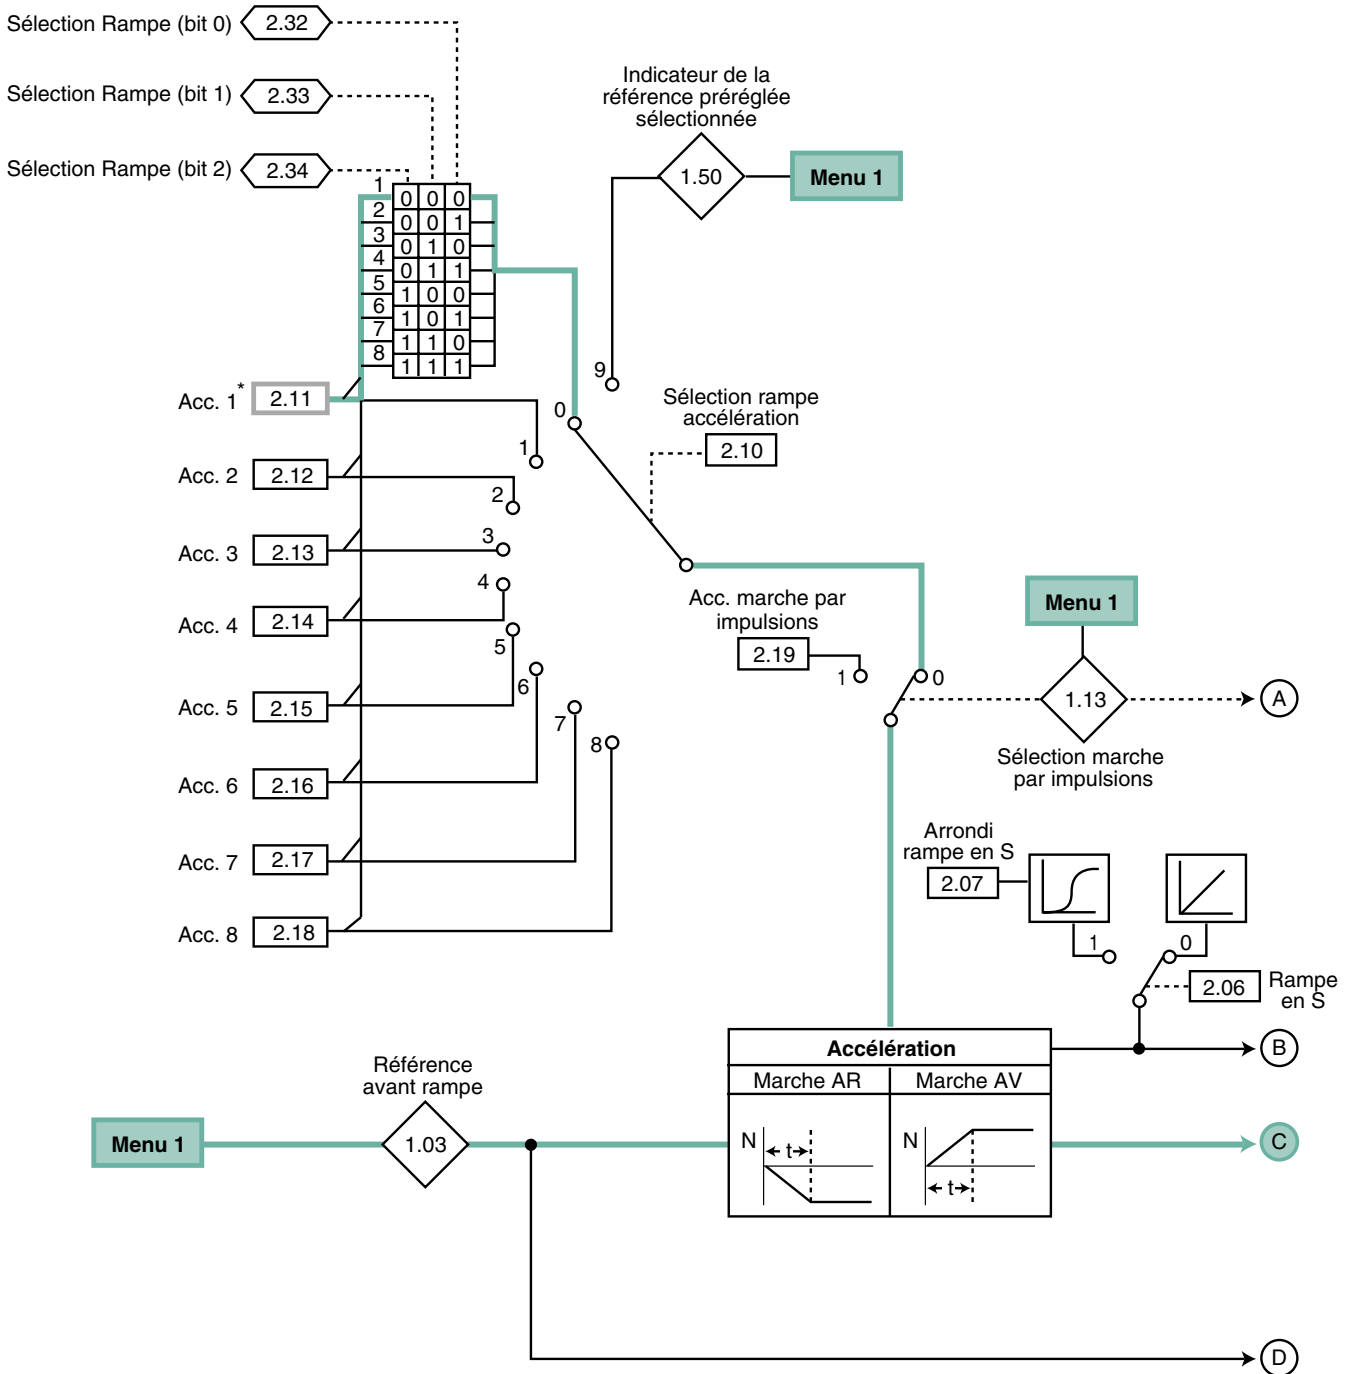 Sélection Rampe (bit 0) 2.32
Sélection Rampe (bit 1) 2.33
Sélection Rampe (bit 2) 2.34
Indicateur de la
référence préréglée
sélectionnée
1.50
Menu 1
1 0 0 0
2 0 0 1
3 0 1 0
4 0 1 1
5 1 0 0
6 1 0 1
7 1 1 0
8 1 1 1
9
0
1
2
3
4
5
6
7
8
Sélection rampe
accélération
2.10
Acc. 1* 2.11
Acc. 2 2.12
Acc. 3 2.13
Acc. 4 2.14
Acc. 5 2.15
Acc. 6 2.16
Acc. 7 2.17
Acc. 8 2.18
Acc. marche par
impulsions
2.19
1
0
Menu 1
1.13
A
Sélection marche
par impulsions
Arrondi
rampe en S
2.07
1
0
2.06
Rampe
en S
Accélération
B
Marche AR Marche AV
N t
N t
Référence
avant rampe
Menu 1
1.03
C
D